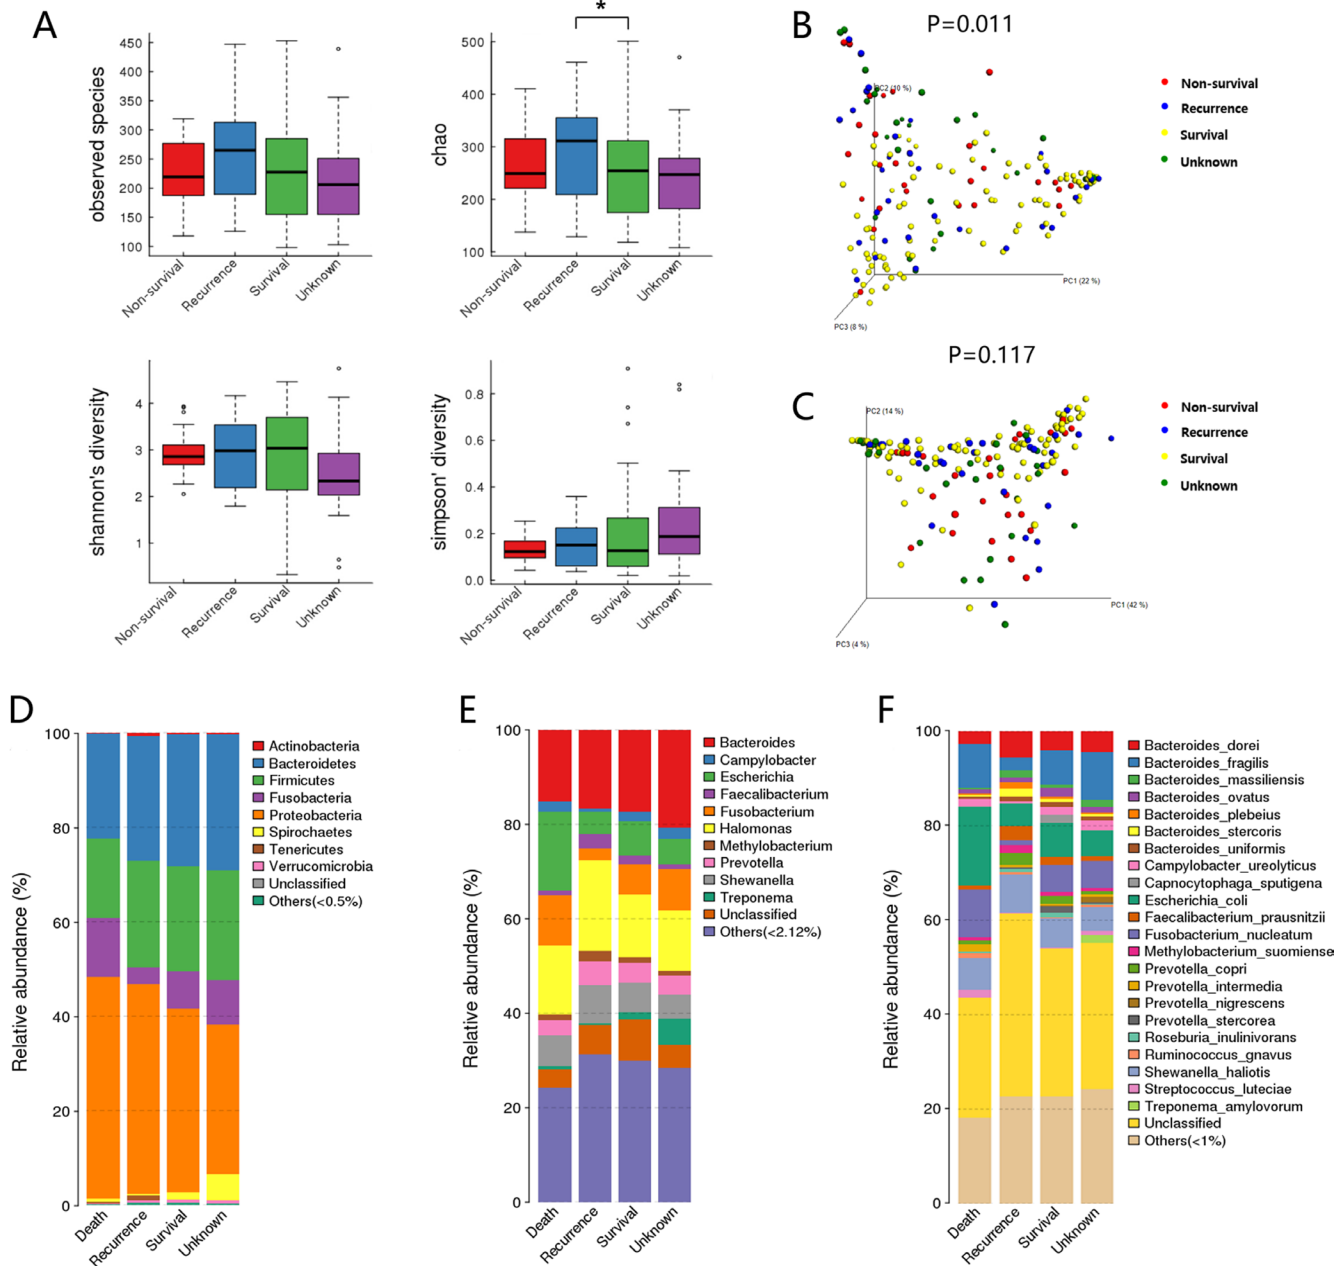 A
observed species
450
400
350
300
250
200
150
100
Non-survival
Recurrence
Survival
Unknown
*
chao
500
400
300
200
100
Non-survival
Recurrence
Survival
Unknown
shannon's diversity
4
3
2
1
Non-survival
Recurrence
Survival
Unknown
simpson' diversity
0.8
0.6
0.4
0.2
0.0
Non-survival
Recurrence
Survival
Unknown
B
P=0.011
PC2 (10 %)
PC1 (22 %)
PC3 (8 %)
Non-survival
Recurrence
Survival
Unknown
C
P=0.117
PC2 (14 %)
PC1 (42 %)
PC3 (4 %)
Non-survival
Recurrence
Survival
Unknown
D
Relative abundance (%)
100
80
60
40
20
0
Death
Recurrence
Survival
Unknown
Actinobacteria
Bacteroidetes
Firmicutes
Fusobacteria
Proteobacteria
Spirochaetes
Tenericutes
Verrucomicrobia
Unclassified
Others(<0.5%)
E
Relative abundance (%)
100
80
60
40
20
0
Death
Recurrence
Survival
Unknown
Bacteroides
Campylobacter
Escherichia
Faecalibacterium
Fusobacterium
Halomonas
Methylobacterium
Prevotella
Shewanella
Treponema
Unclassified
Others(<2.12%)
F
Relative abundance (%)
100
80
60
40
20
0
Death
Recurrence
Survival
Unknown
Bacteroides_dorei
Bacteroides_fragilis
Bacteroides_massiliensis
Bacteroides_ovatus
Bacteroides_plebeius
Bacteroides_stercoris
Bacteroides_uniformis
Campylobacter_ureolyticus
Capnocytophaga_sputigena
Escherichia_coli
Faecalibacterium_prausnitzii
Fusobacterium_nucleatum
Methylobacterium_suomiense
Prevotella_copri
Prevotella_intermedia
Prevotella_nigrescens
Prevotella_stercorea
Roseburia_inulinivorans
Ruminococcus_gnavus
Shewanella_haliotis
Streptococcus_luteciae
Treponema_amylovorum
Unclassified
Others(<1%)